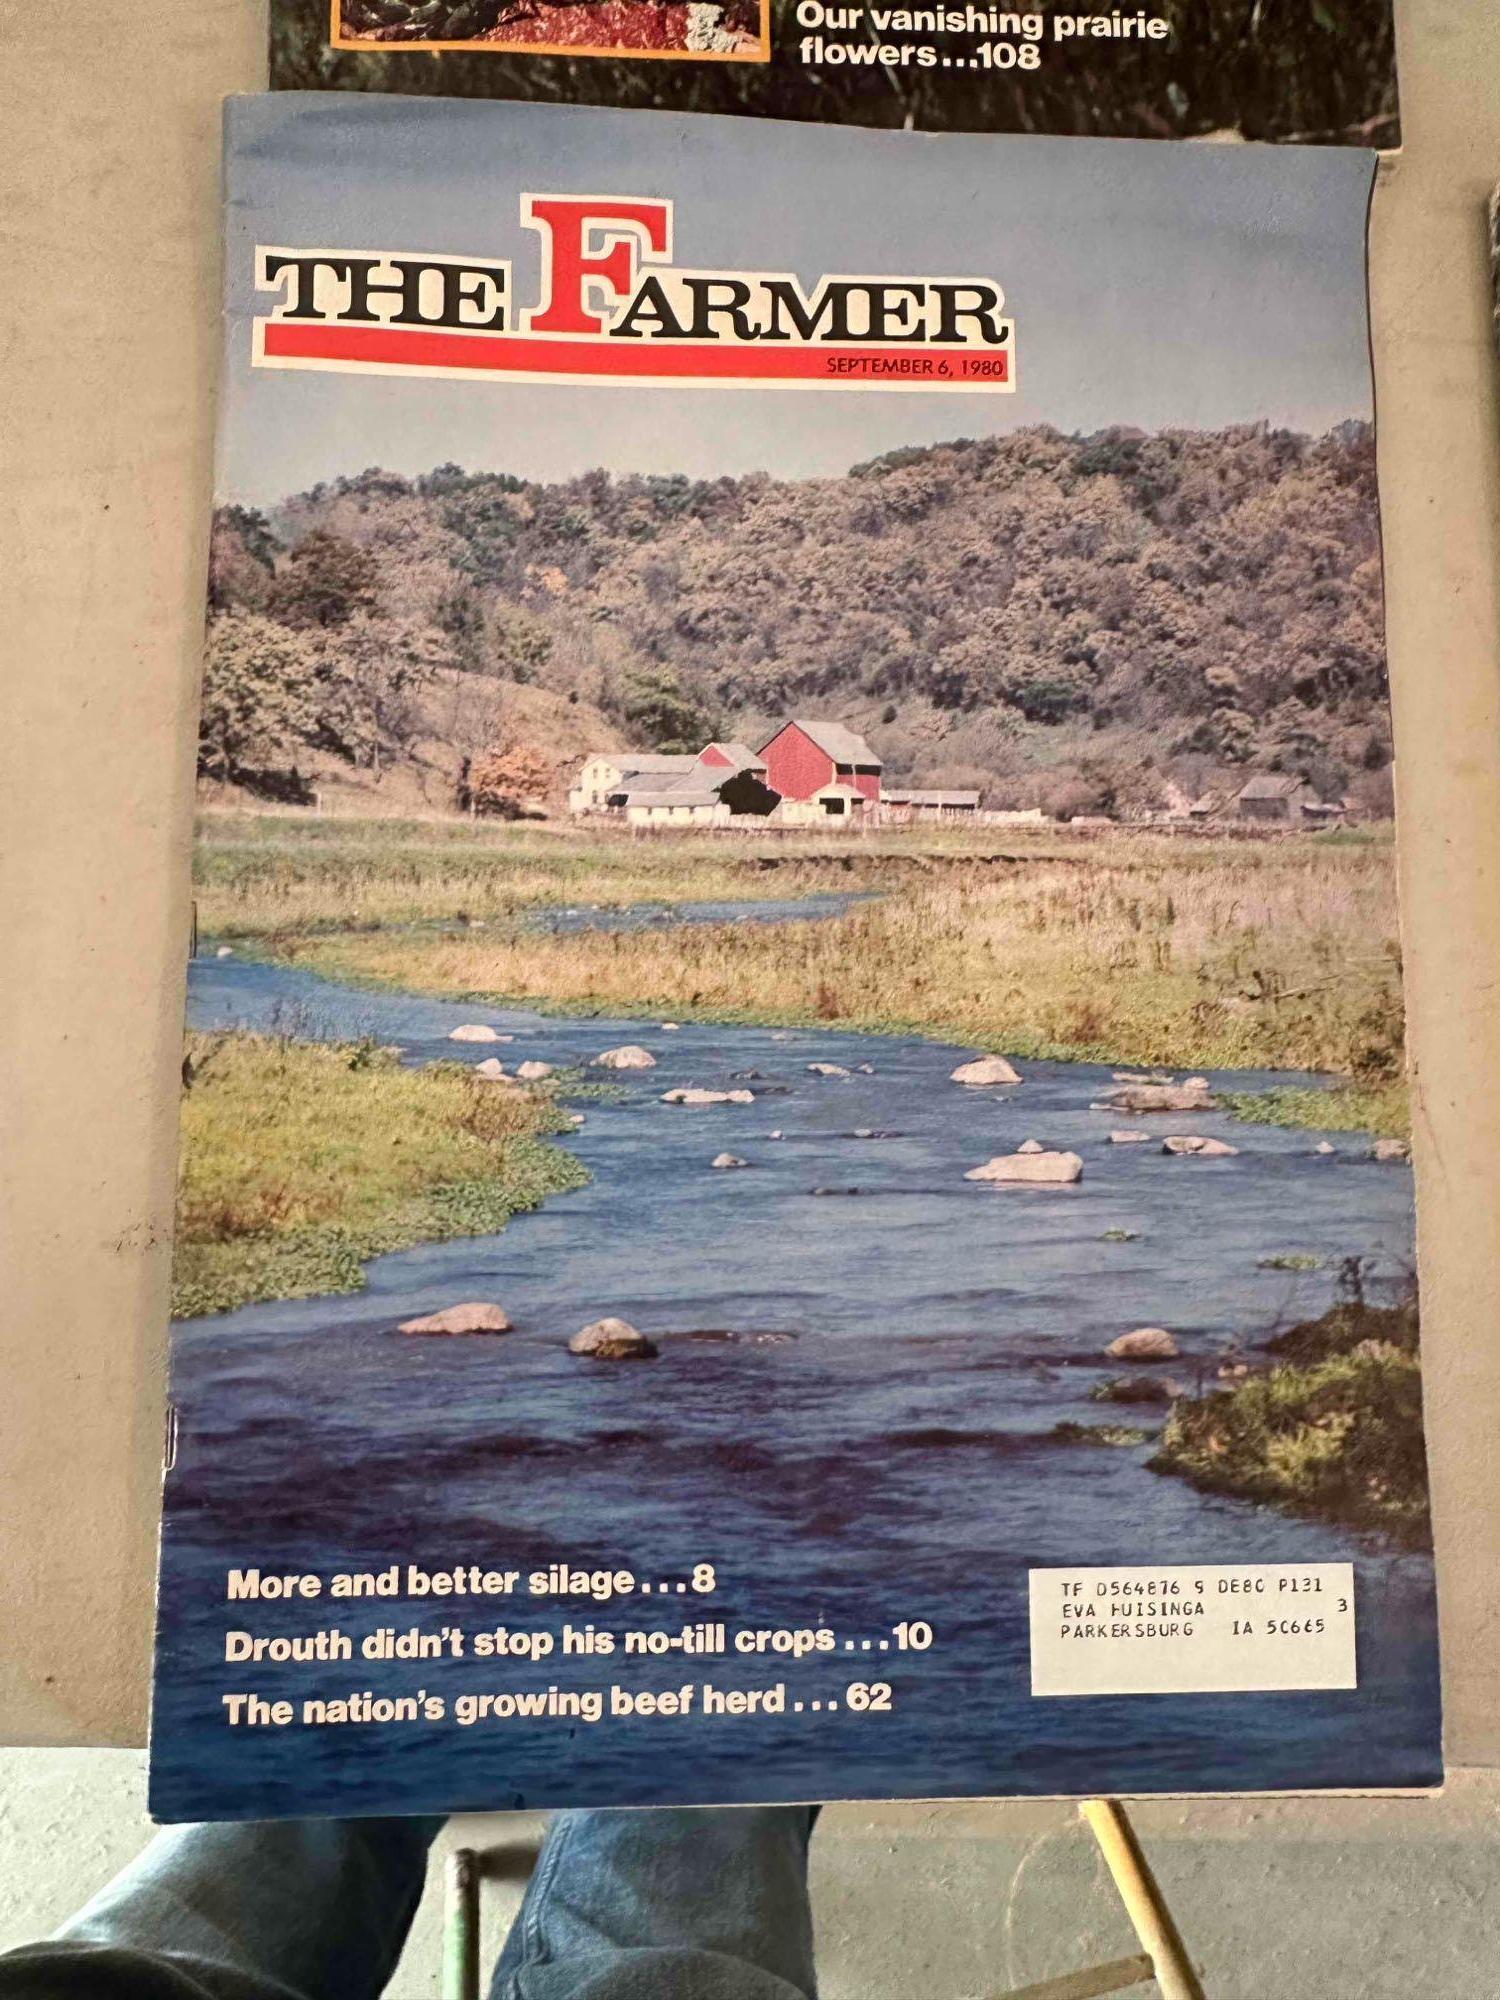 Our vanishing prairie
flowers...108
THE FARMER
SEPTEMBER 6, 1980
More and better silage...8
Drouth didn't stop his no-till crops...10
The nation's growing beef herd...62
TF 0564876 9 DE80 P131
EVA HUISINGA 3
PARKERSBURG IA 50665